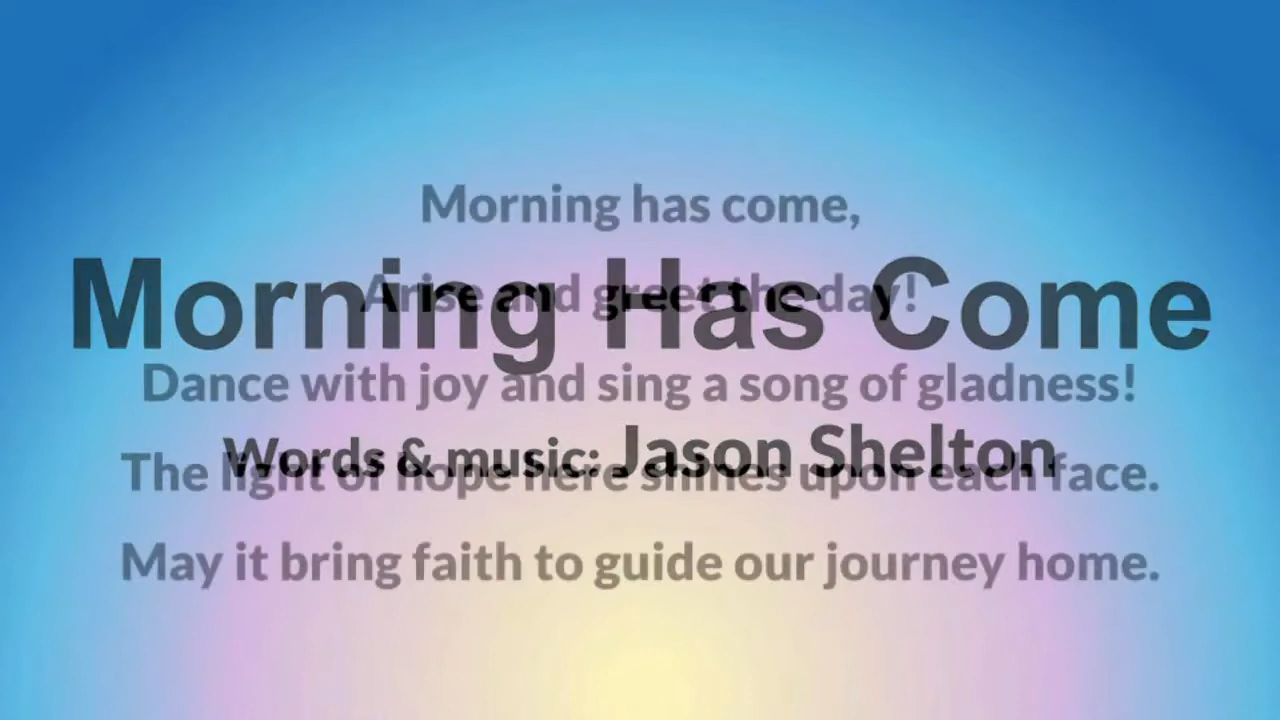 Morning has come,
Morning Has Come
Arise and greet the day!
Dance with joy and sing a song of gladness!
Words & music: Jason Shelton
The light of hope here shines upon each face.
May it bring faith to guide our journey home.